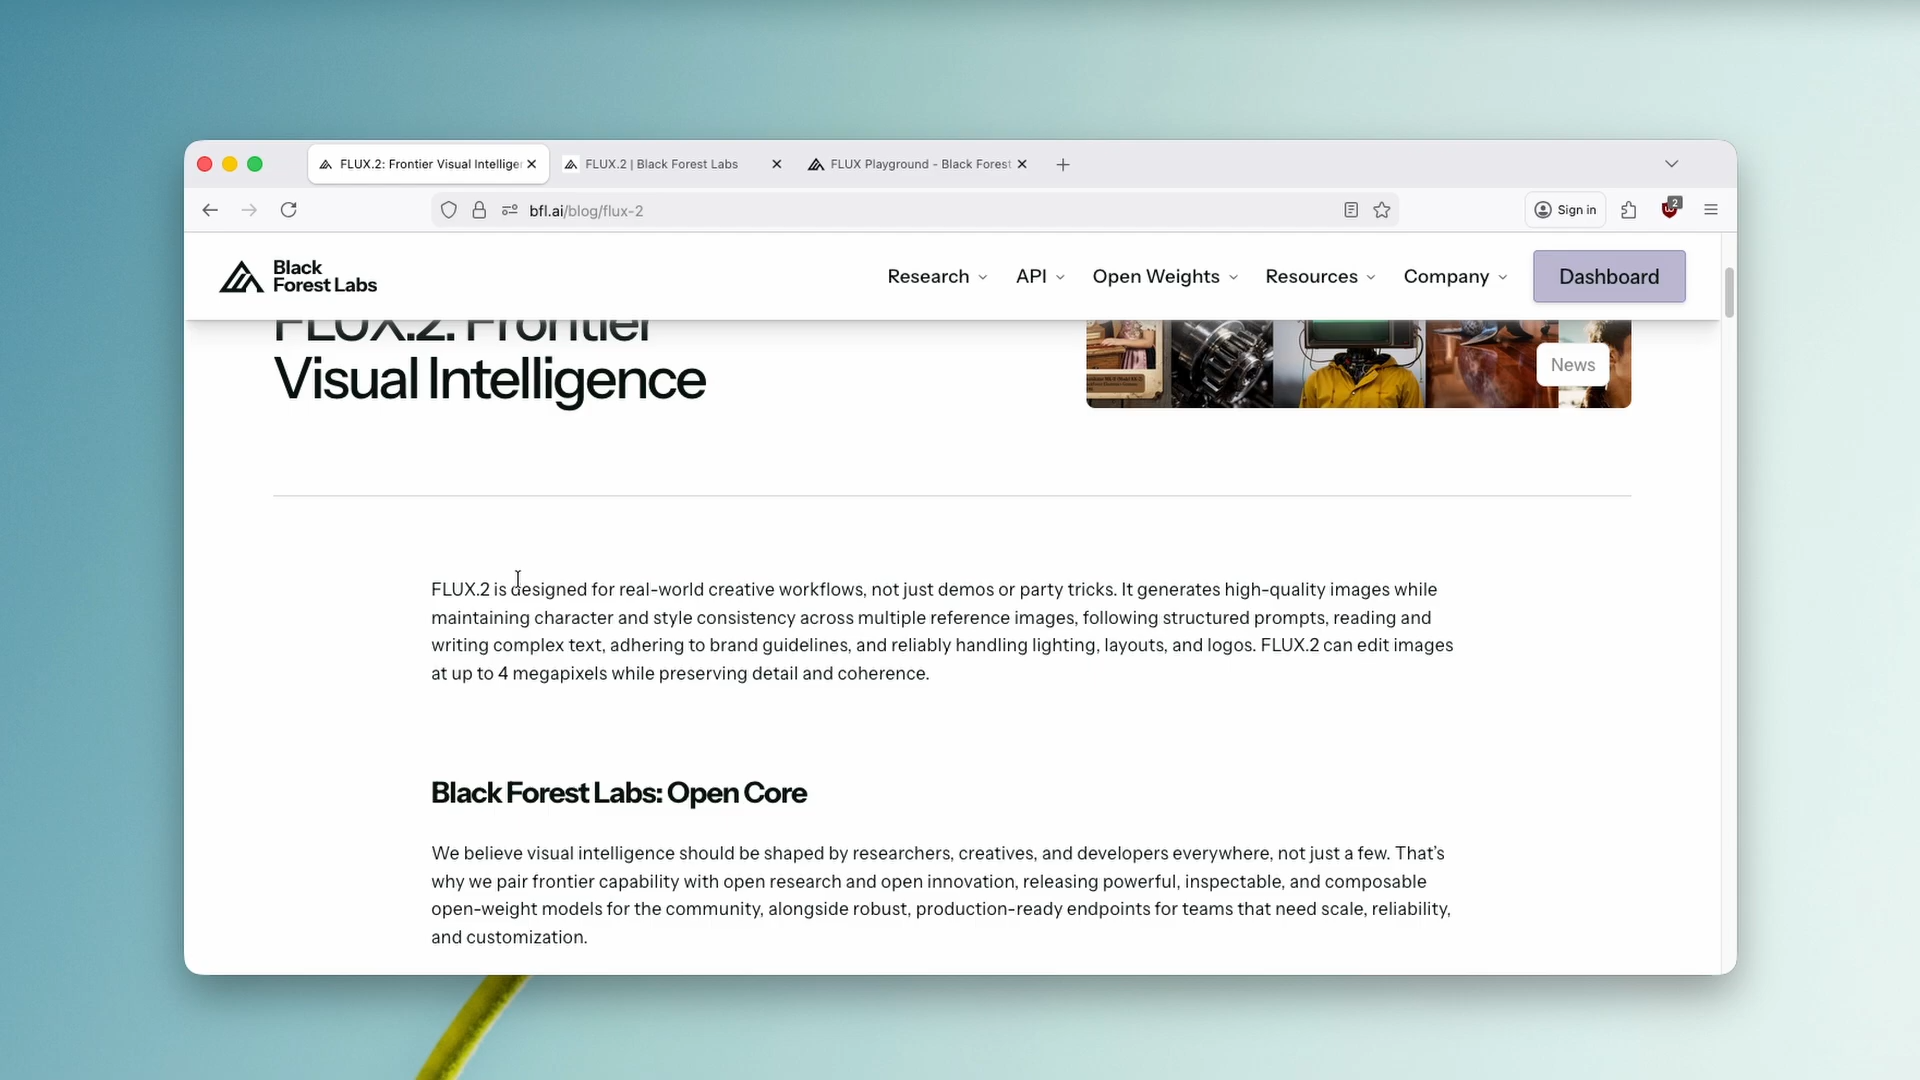 FLUX.2: Frontier Visual Intellige
FLUX.2 | Black Forest Labs
FLUX Playground - Black Forest
bfl.ai/blog/flux-2
Sign in
2
Black
Forest Labs
Research
API
Open Weights
Resources
Company
Dashboard
FLUX.2: Frontier
Visual Intelligence
News
FLUX.2 is designed for real-world creative workflows, not just demos or party tricks. It generates high-quality images while
maintaining character and style consistency across multiple reference images, following structured prompts, reading and
writing complex text, adhering to brand guidelines, and reliably handling lighting, layouts, and logos. FLUX.2 can edit images
at up to 4 megapixels while preserving detail and coherence.
Black Forest Labs: Open Core
We believe visual intelligence should be shaped by researchers, creatives, and developers everywhere, not just a few. That’s
why we pair frontier capability with open research and open innovation, releasing powerful, inspectable, and composable
open-weight models for the community, alongside robust, production-ready endpoints for teams that need scale, reliability,
and customization.